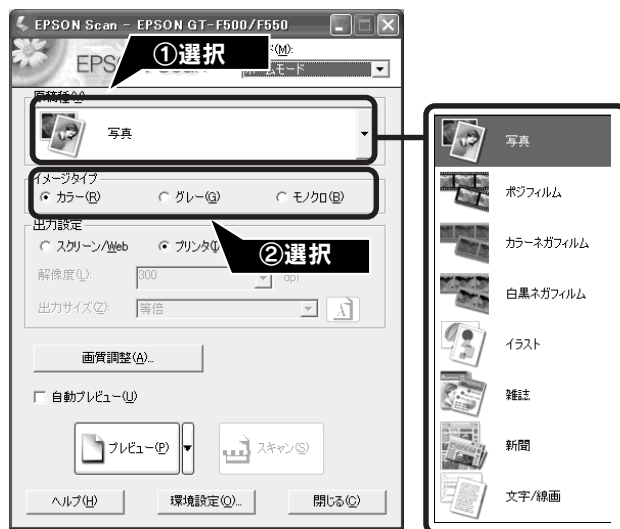 EPSON Scan - EPSON GT-F500/F550
①選択
ホームモード
原稿種
写真
イメージタイプ
カラー(R) グレー(G) モノクロ(B)
出力設定
スクリーン/Web プリンタ
②選択
解像度(L): 300 dpi
出力サイズ(Z): 等倍
画質調整(A)...
自動プレビュー(U)
プレビュー(P) スキャン(S)
ヘルプ(H) 環境設定(O)... 閉じる(C)
写真
ポジフィルム
カラーネガフィルム
白黒ネガフィルム
イラスト
雑誌
新聞
文字/線画